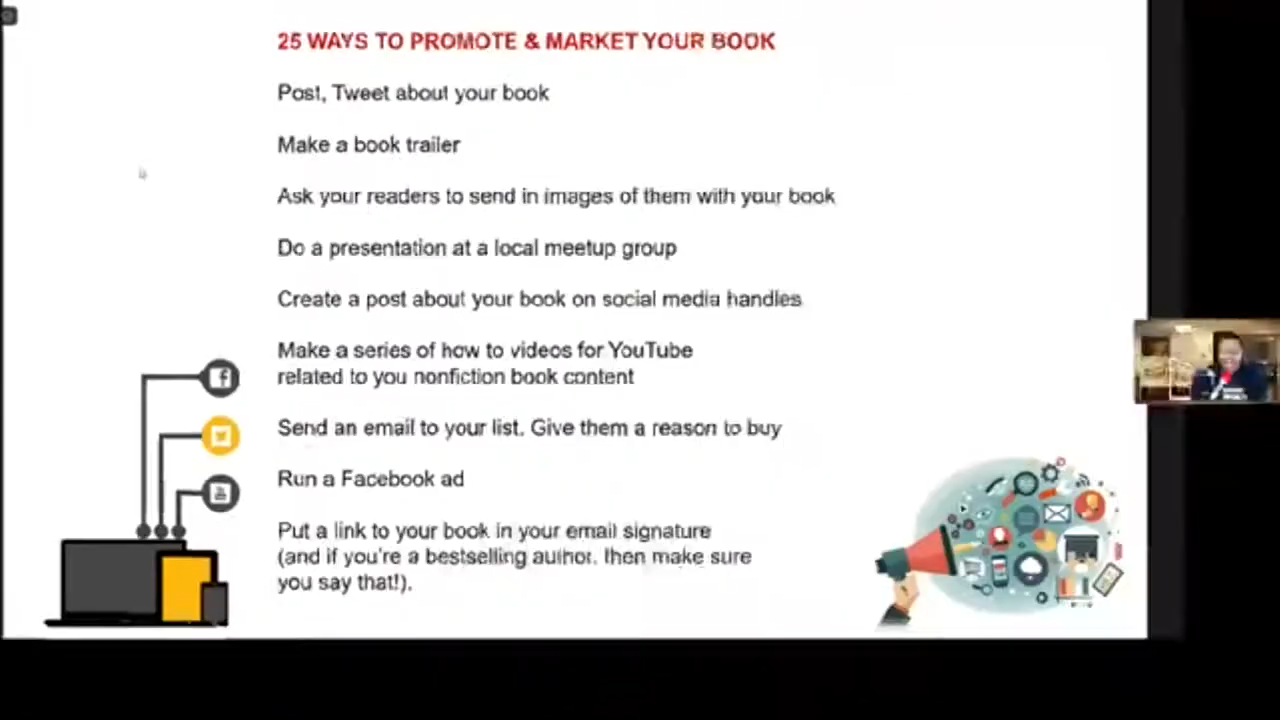 25 WAYS TO PROMOTE & MARKET YOUR BOOK
Post, Tweet about your book
Make a book trailer
Ask your readers to send in images of them with your book
Do a presentation at a local meetup group
Create a post about your book on social media handles
Make a series of how to videos for YouTube
related to you nonfiction book content
Send an email to your list. Give them a reason to buy
Run a Facebook ad
Put a link to your book in your email signature
(and if you're a bestselling author, then make sure
you say that!).